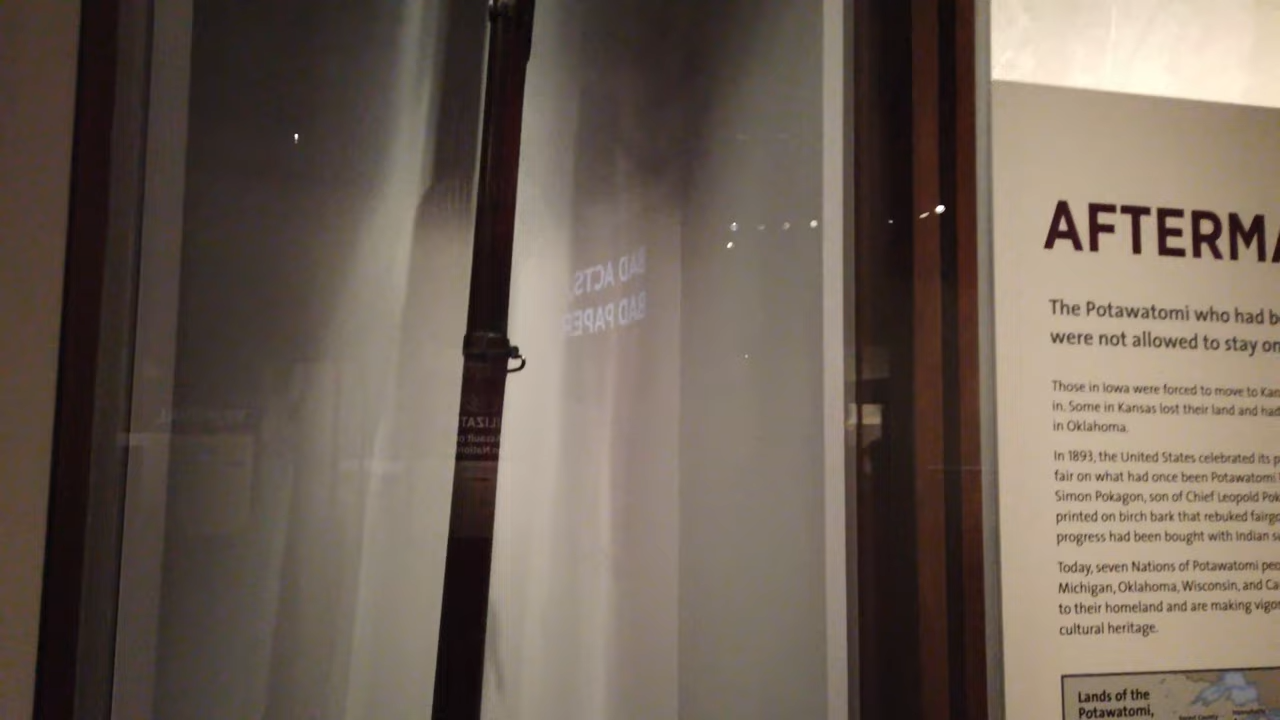 BAD ACTS,
BAD PAPER
AFTERMA
The Potawatomi who had b
were not allowed to stay on
Those in Iowa were forced to move to Kan
in. Some in Kansas lost their land and had
in Oklahoma.
In 1893, the United States celebrated its p
fair on what had once been Potawatomi
Simon Pokagon, son of Chief Leopold Pok
printed on birch bark that rebuked fairgo
progress had been bought with Indian s
Today, seven Nations of Potawatomi peo
Michigan, Oklahoma, Wisconsin, and Ca
to their homeland and are making vigo
cultural heritage.
Lands of the
Potawatomi,